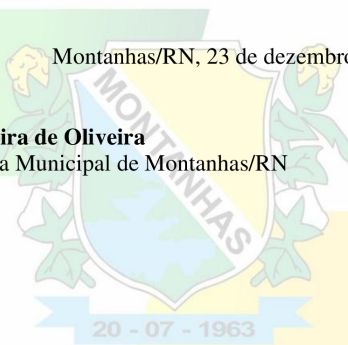 Montanhas/RN, 23 de dezembro
ira de Oliveira
a Municipal de Montanhas/RN
MONTANHAS
20 - 07 - 1963